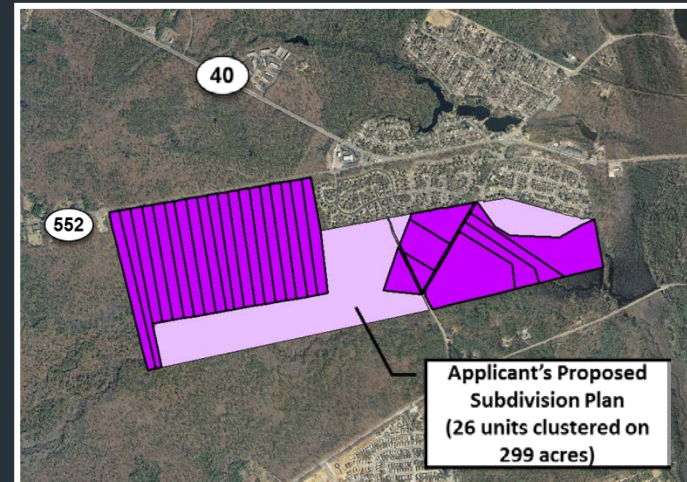 40
552
Applicant's Proposed
Subdivision Plan
(26 units clustered on
299 acres)